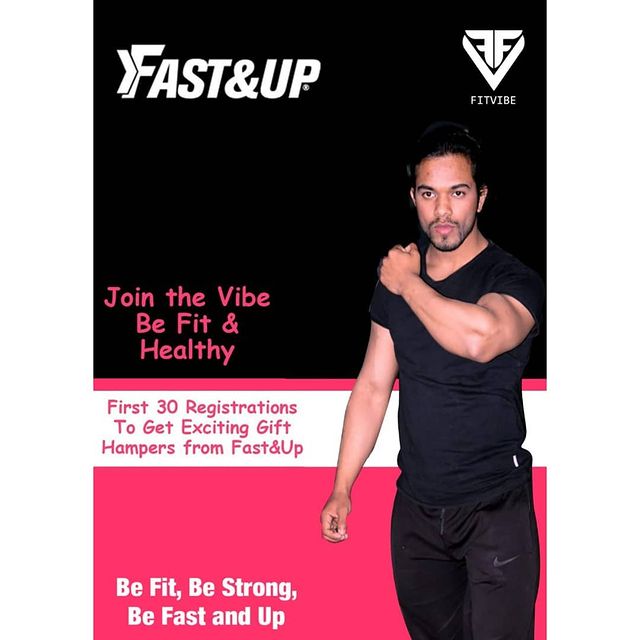 FAST&UP®
FITVIBE
Join the Vibe
Be Fit &
Healthy
First 30 Registrations
To Get Exciting Gift
Hampers from Fast&Up
Be Fit, Be Strong,
Be Fast and Up